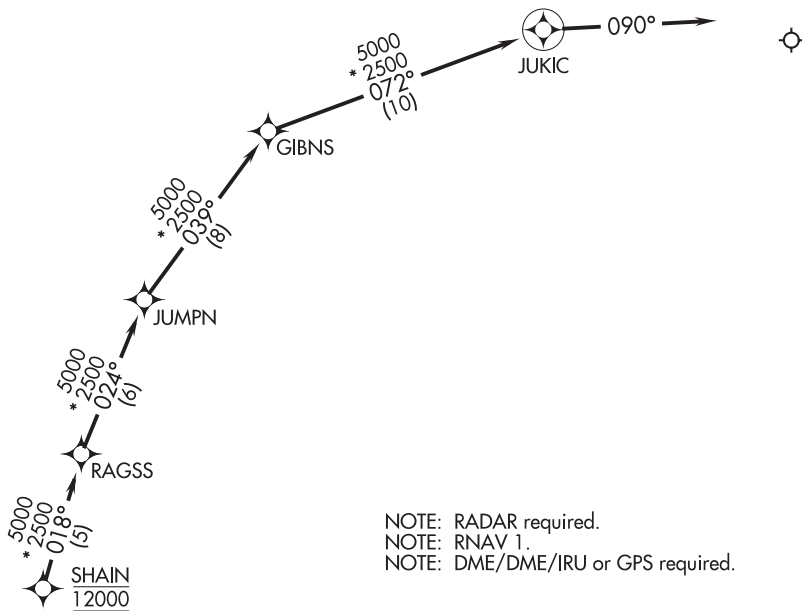 JUKIC
090°
5000
* 2500
072°
(10)
GIBNS
5000
* 2500
039°
(8)
JUMPN
5000
* 2500
024°
(6)
RAGSS
5000
* 2500
018°
(5)
SHAIN
12000
NOTE: RADAR required.
NOTE: RNAV 1.
NOTE: DME/DME/IRU or GPS required.